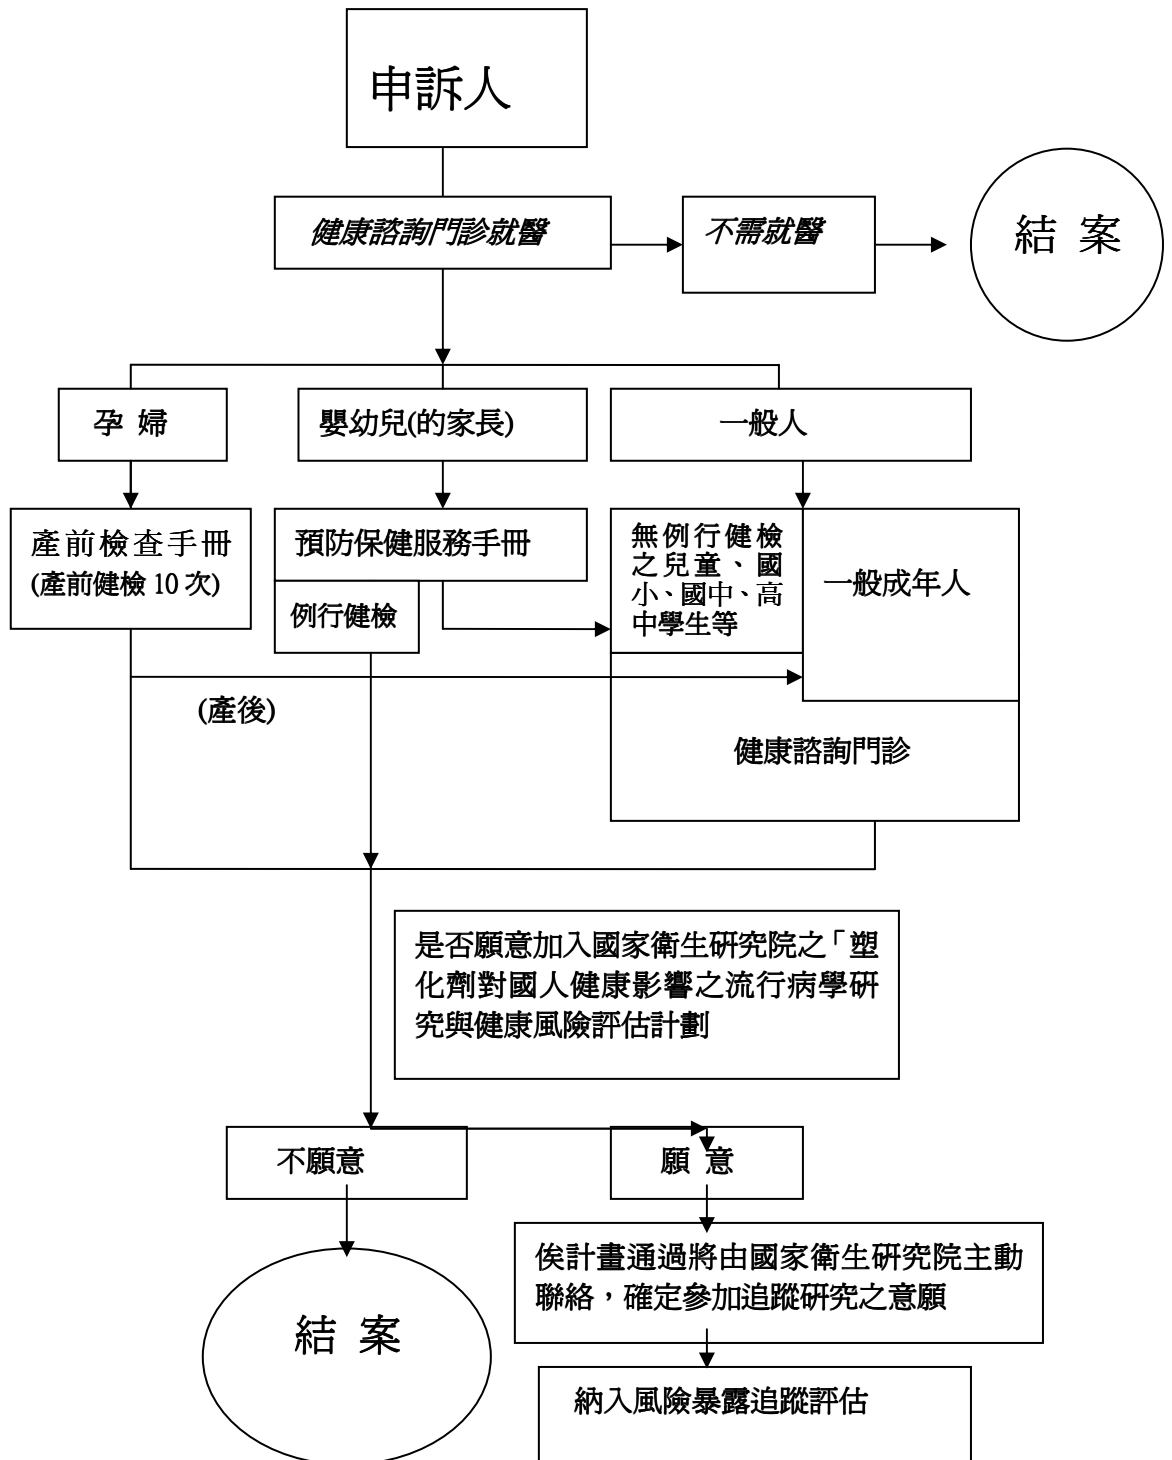 申訴人
健康諮詢門診就醫
不需就醫
結 案
孕 婦
嬰幼兒(的家長)
一般人
產前檢查手冊
(產前健檢 10 次)
預防保健服務手冊
例行健檢
無例行健檢
之兒童、國
小、國中、高
中學生等
一般成年人
(產後)
健康諮詢門診
是否願意加入國家衛生研究院之「塑
化劑對國人健康影響之流行病學研
究與健康風險評估計劃
不願意
願 意
俟計畫通過將由國家衛生研究院主動
聯絡，確定參加追蹤研究之意願
結 案
納入風險暴露追蹤評估